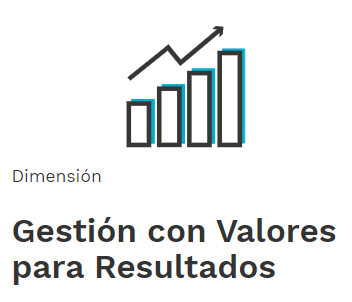 Dimensión
Gestión con Valores
para Resultados